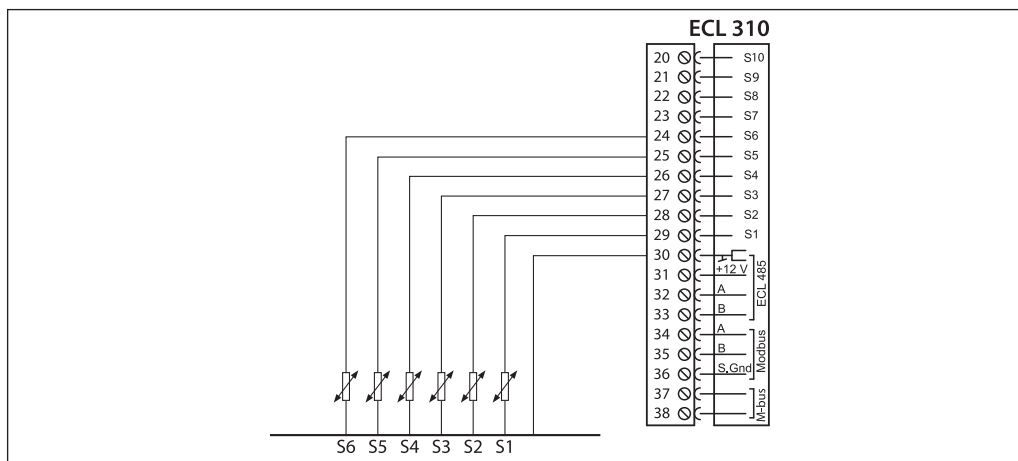 ECL 310
20 S10
21 S9
22 S8
23 S7
24 S6
25 S5
26 S4
27 S3
28 S2
29 S1
30
31 +12 V
32 A
33 B
ECL 485
34 A
35 B
36 S.Gnd
Modbus
37
38
M-bus
S6 S5 S4 S3 S2 S1